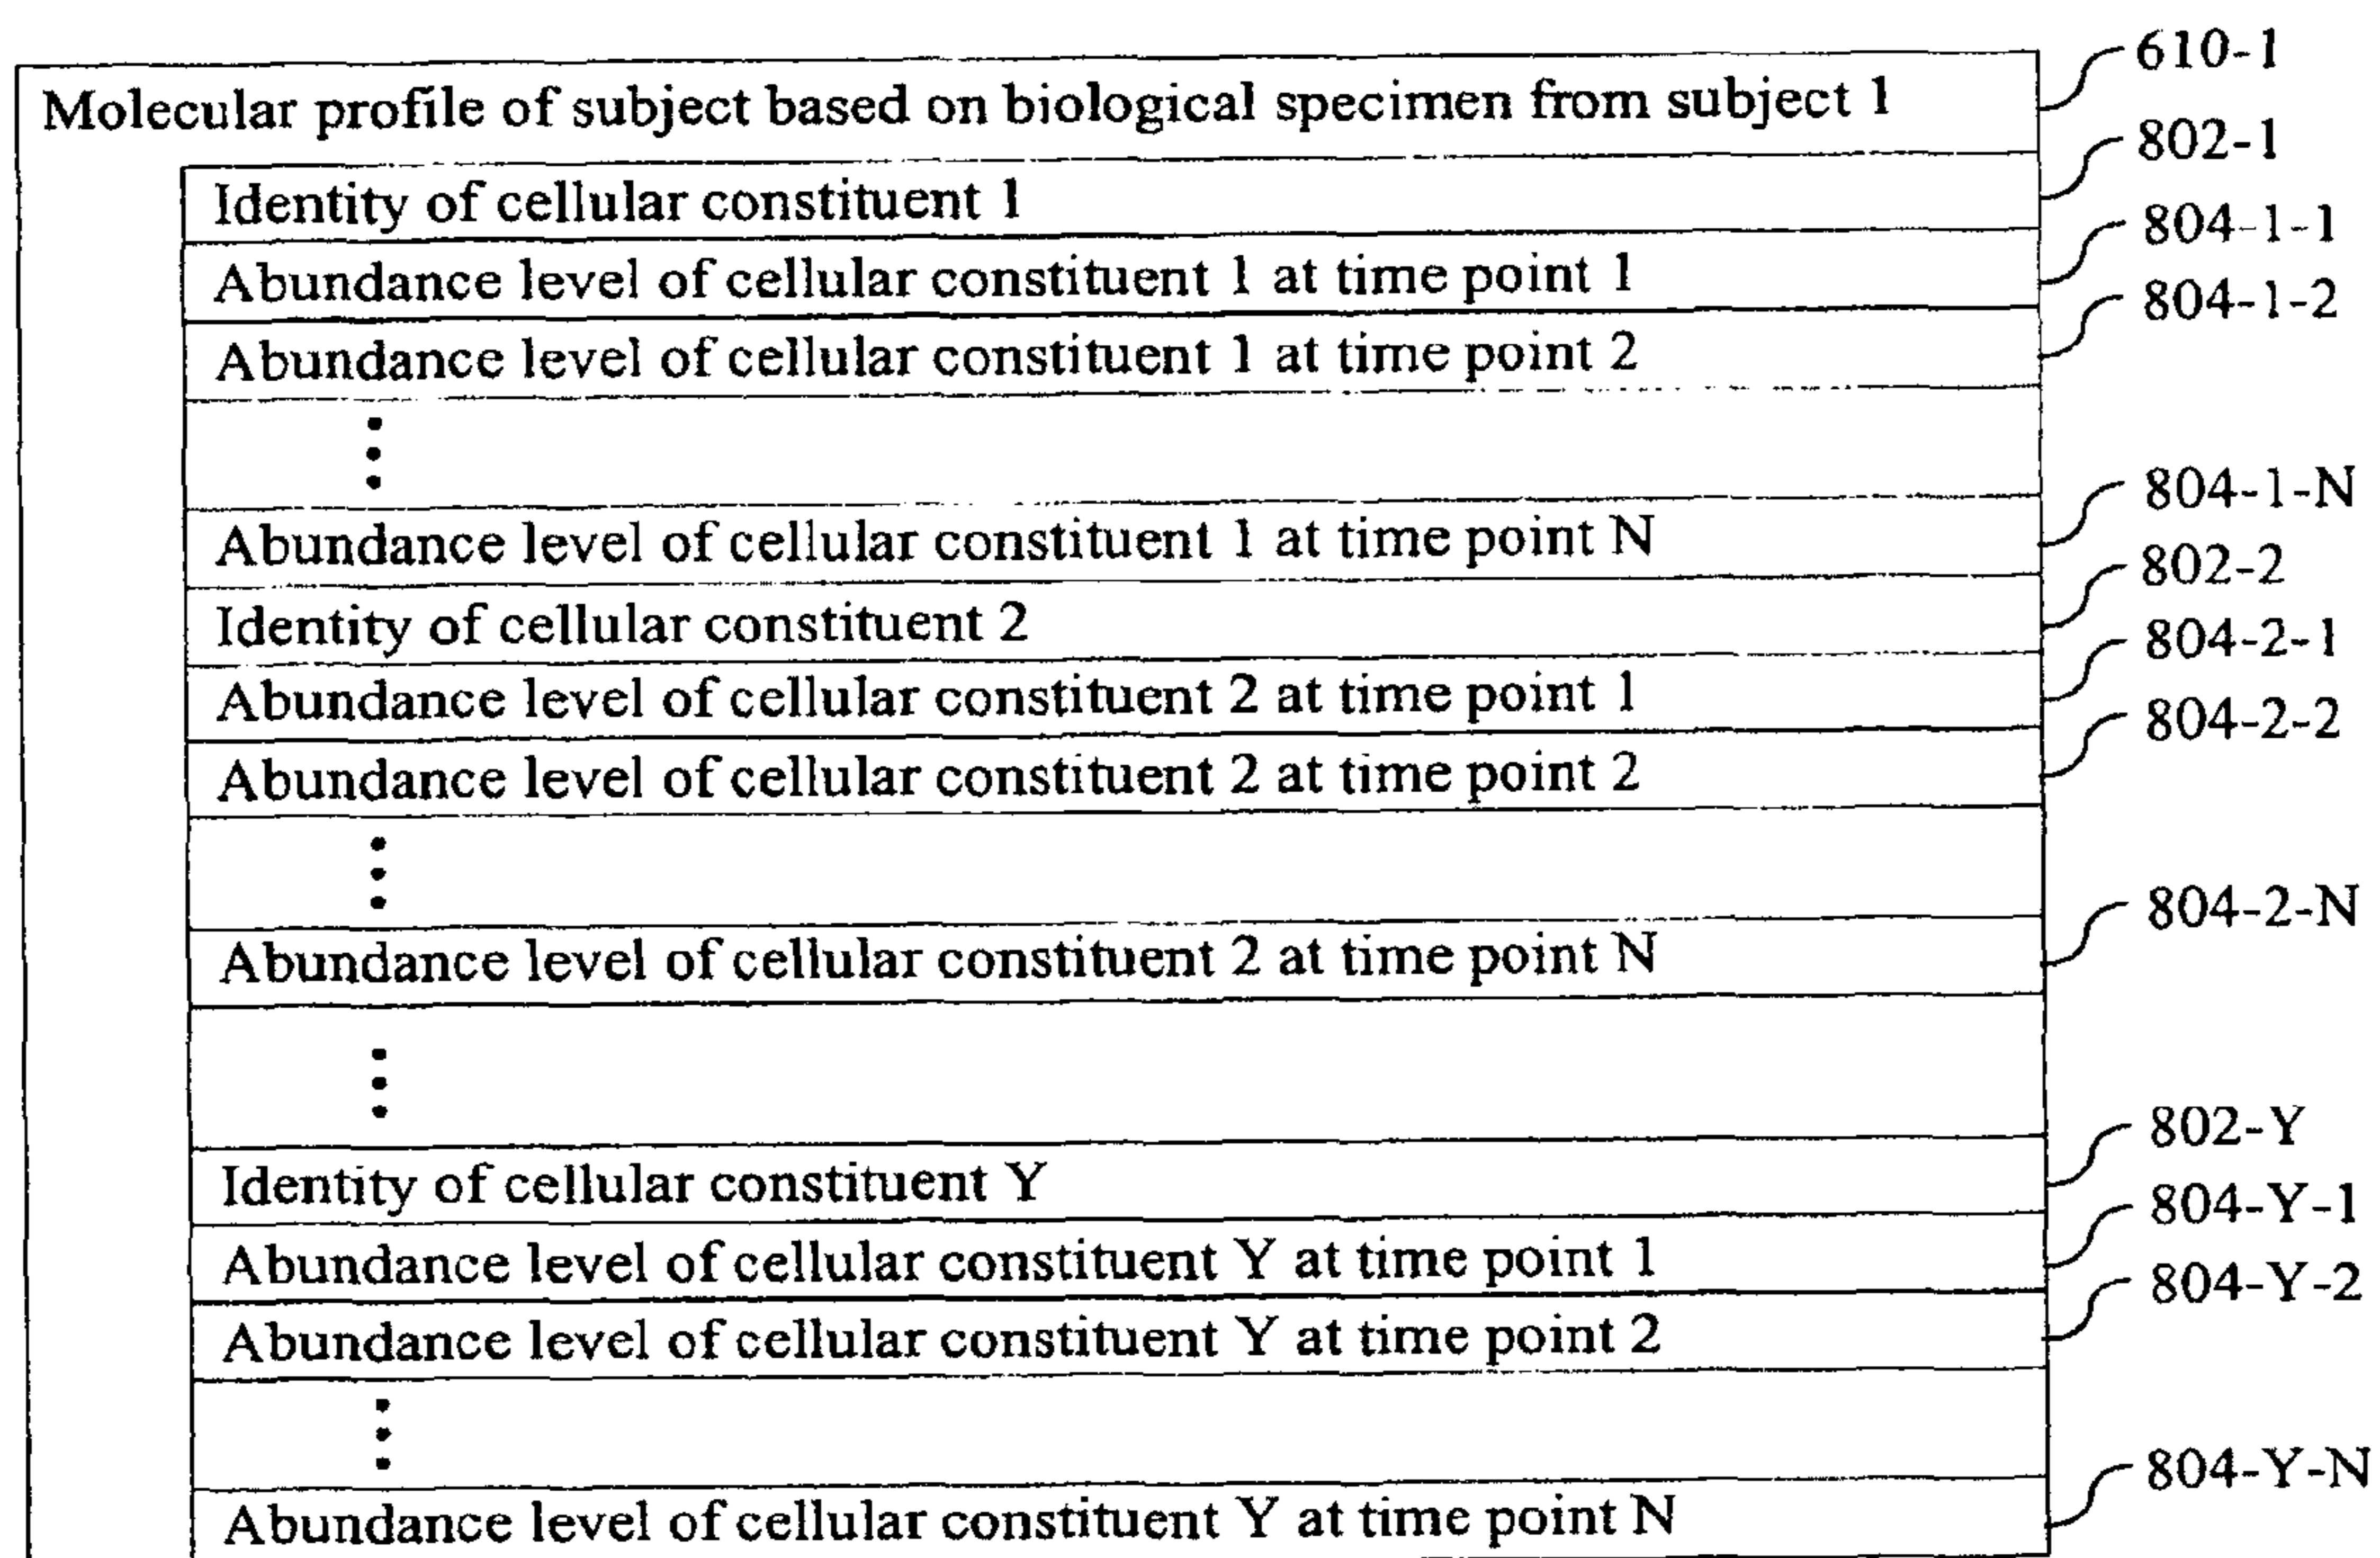 610-1
Molecular profile of subject based on biological specimen from subject 1
802-1
Identity of cellular constituent 1
804-1-1
Abundance level of cellular constituent 1 at time point 1
804-1-2
Abundance level of cellular constituent 1 at time point 2
804-1-N
Abundance level of cellular constituent 1 at time point N
802-2
Identity of cellular constituent 2
804-2-1
Abundance level of cellular constituent 2 at time point 1
804-2-2
Abundance level of cellular constituent 2 at time point 2
804-2-N
Abundance level of cellular constituent 2 at time point N
802-Y
Identity of cellular constituent Y
804-Y-1
Abundance level of cellular constituent Y at time point 1
804-Y-2
Abundance level of cellular constituent Y at time point 2
804-Y-N
Abundance level of cellular constituent Y at time point N